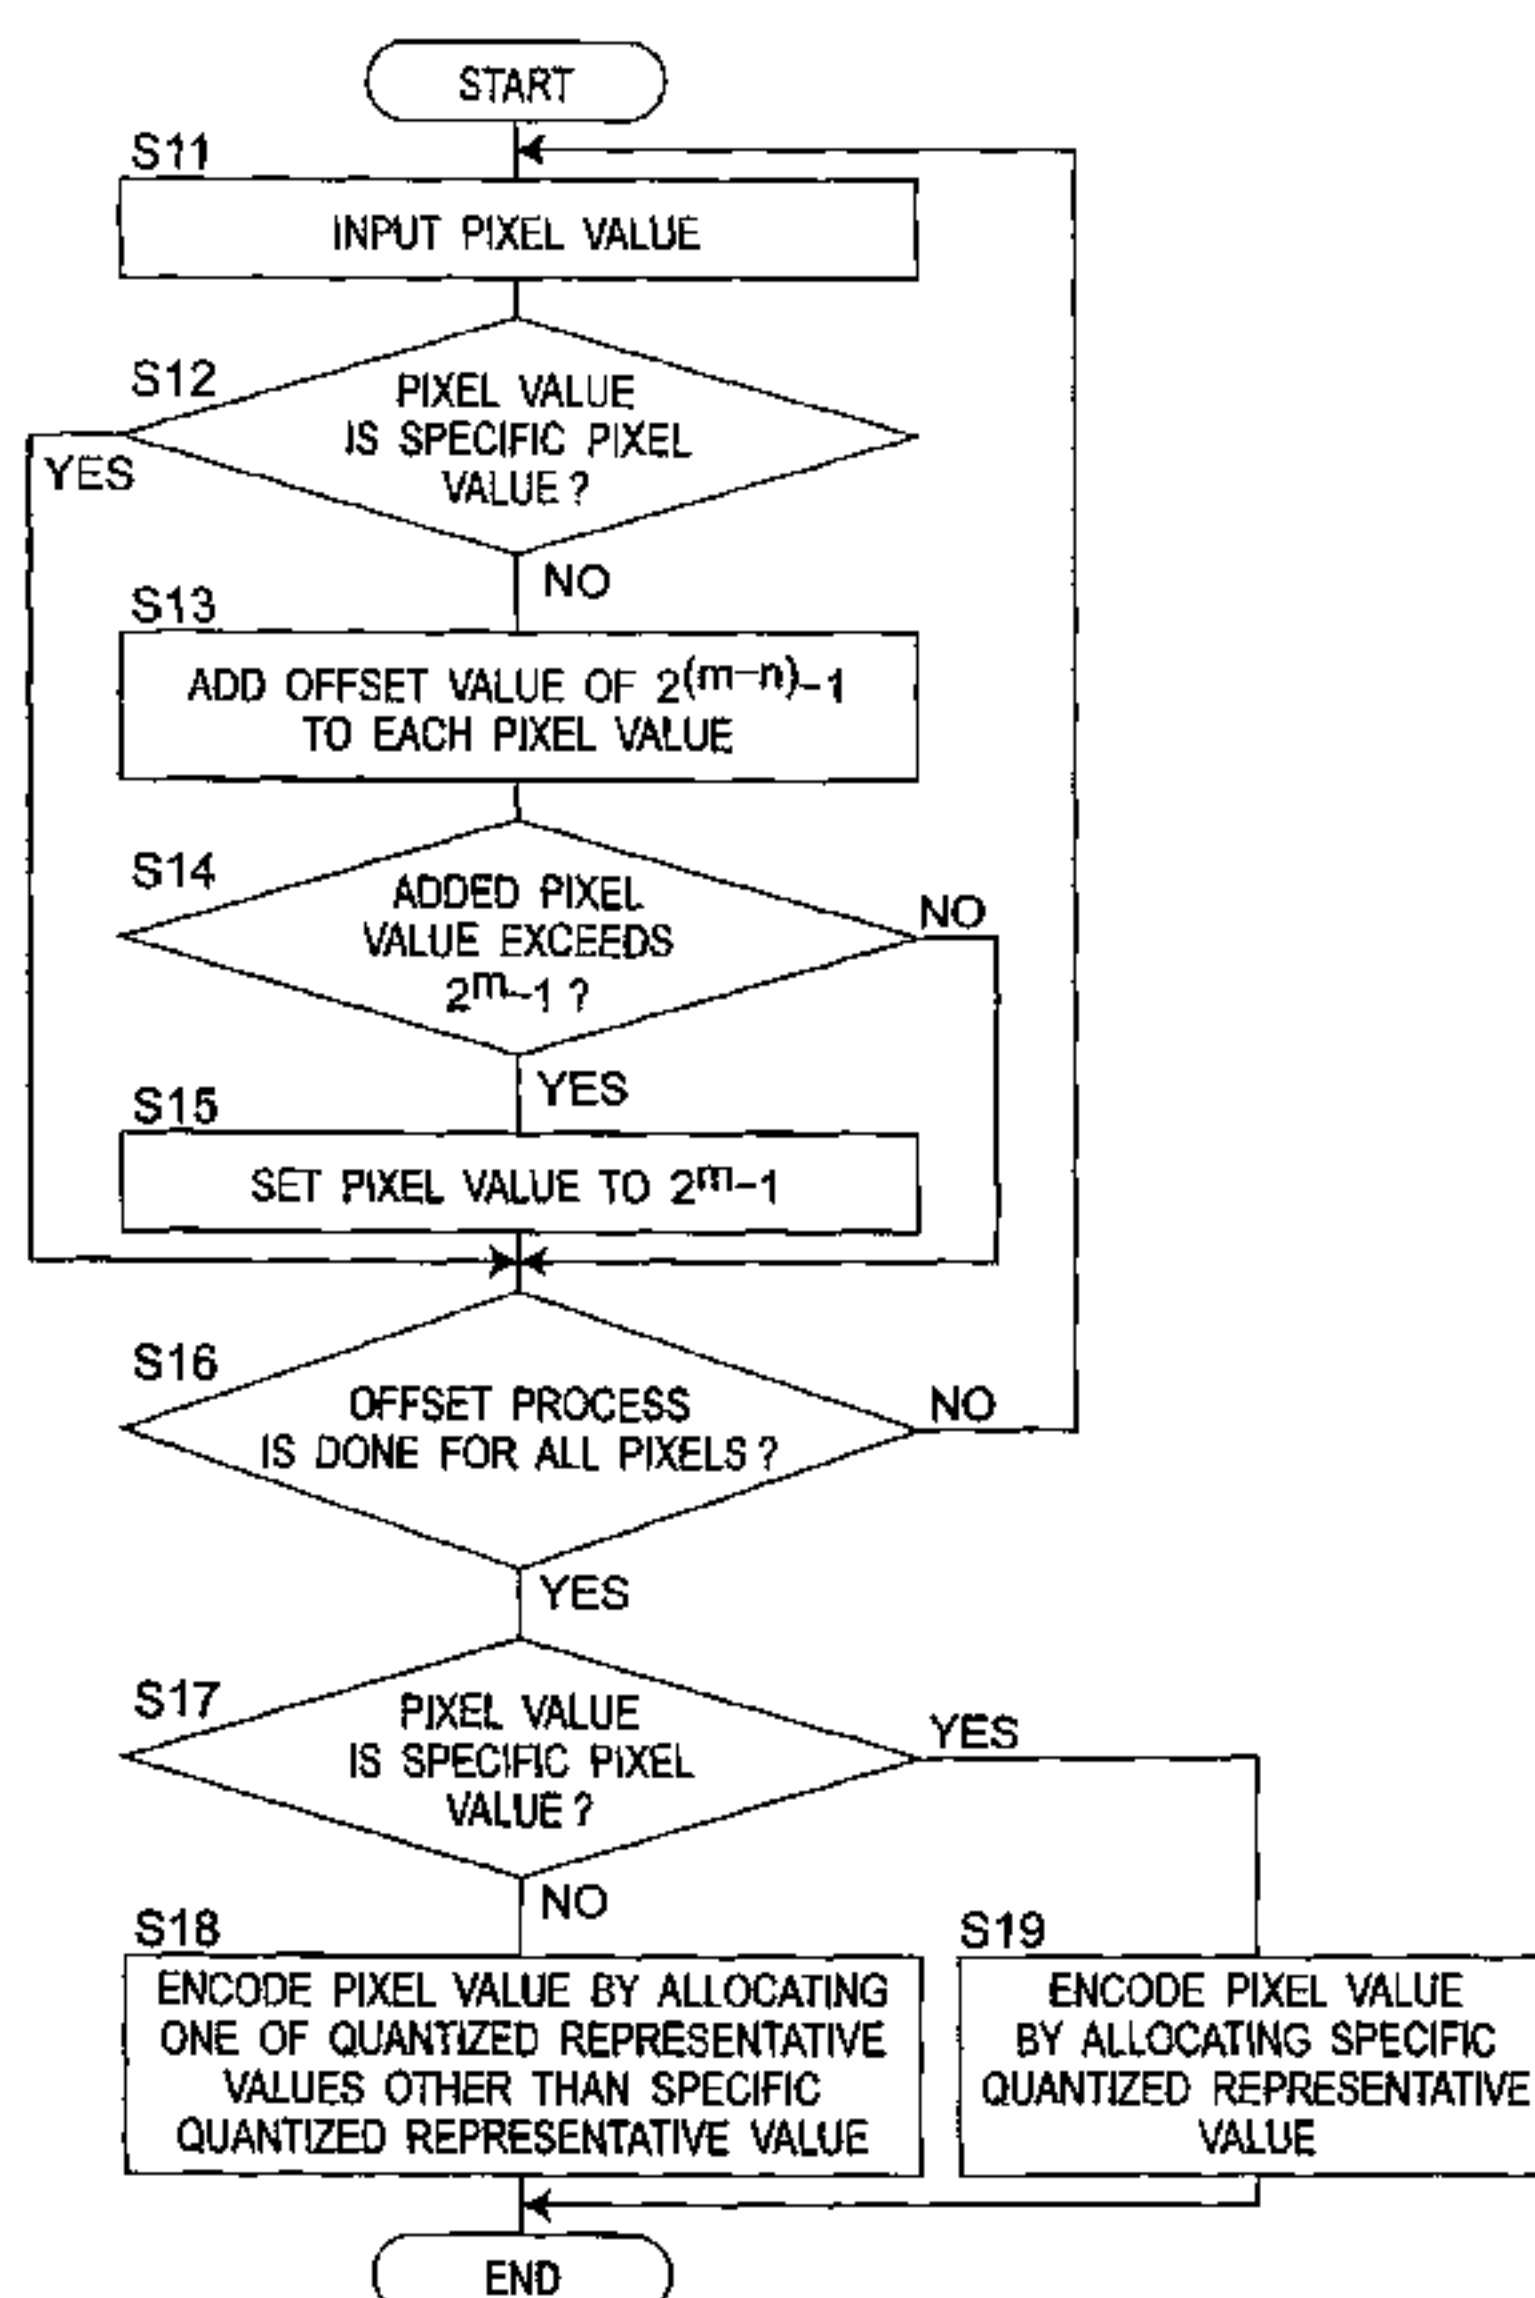 START
S11
INPUT PIXEL VALUE
S12
PIXEL VALUE
IS SPECIFIC PIXEL
VALUE?
YES
NO
S13
ADD OFFSET VALUE OF 2^(m-n)-1
TO EACH PIXEL VALUE
S14
ADDED PIXEL
VALUE EXCEEDS
2^m-1?
NO
YES
S15
SET PIXEL VALUE TO 2^m-1
S16
OFFSET PROCESS
IS DONE FOR ALL PIXELS?
NO
YES
S17
PIXEL VALUE
IS SPECIFIC PIXEL
VALUE?
YES
NO
S18
ENCODE PIXEL VALUE BY ALLOCATING
ONE OF QUANTIZED REPRESENTATIVE
VALUES OTHER THAN SPECIFIC
QUANTIZED REPRESENTATIVE VALUE
S19
ENCODE PIXEL VALUE
BY ALLOCATING SPECIFIC
QUANTIZED REPRESENTATIVE
VALUE
END